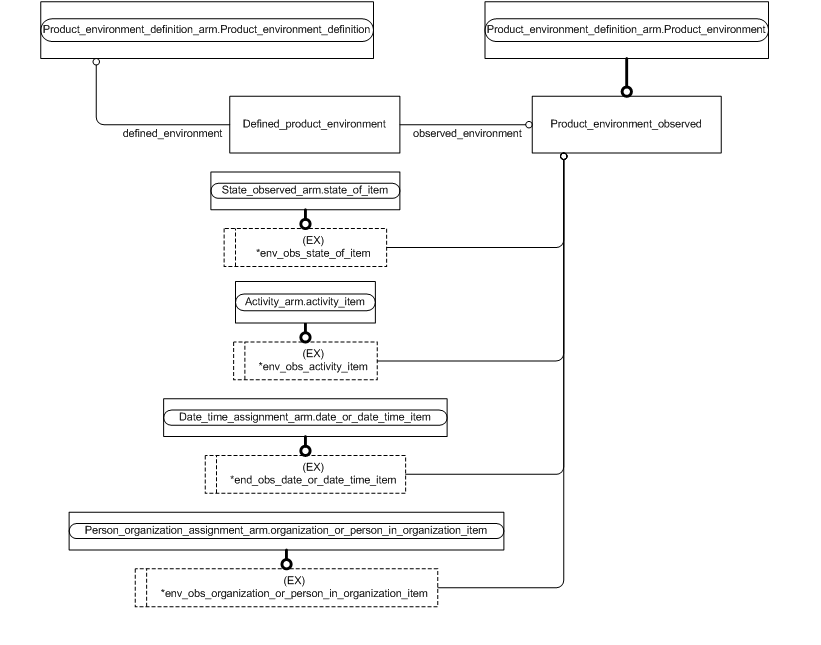 Product_environment_definition_arm.Product_environment_definition
Product_environment_definition_arm.Product_environment
Defined_product_environment
Product_environment_observed
defined_environment
observed_environment
State_observed_arm.state_of_item
(EX)
*env_obs_state_of_item
Activity_arm.activity_item
(EX)
*env_obs_activity_item
Date_time_assignment_arm.date_or_date_time_item
(EX)
*end_obs_date_or_date_time_item
Person_organization_assignment_arm.organization_or_person_in_organization_item
(EX)
*env_obs_organization_or_person_in_organization_item